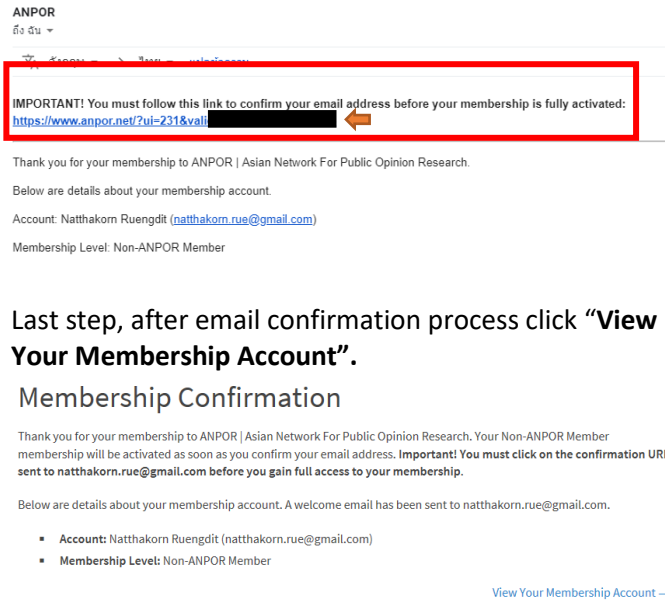 ANPOR
ถึง ฉัน
IMPORTANT! You must follow this link to confirm your email address before your membership is fully activated:
https://www.anpor.net/?ui=231&vali
Thank you for your membership to ANPOR | Asian Network For Public Opinion Research.
Below are details about your membership account.
Account: Natthakorn Ruengdit (natthakorn.rue@gmail.com)
Membership Level: Non-ANPOR Member
Last step, after email confirmation process click “View
Your Membership Account”.
Membership Confirmation
Thank you for your membership to ANPOR | Asian Network For Public Opinion Research. Your Non-ANPOR Member
membership will be activated as soon as you confirm your email address. Important! You must click on the confirmation URL
sent to natthakorn.rue@gmail.com before you gain full access to your membership.
Below are details about your membership account. A welcome email has been sent to natthakorn.rue@gmail.com.
▪ Account: Natthakorn Ruengdit (natthakorn.rue@gmail.com)
▪ Membership Level: Non-ANPOR Member
View Your Membership Account